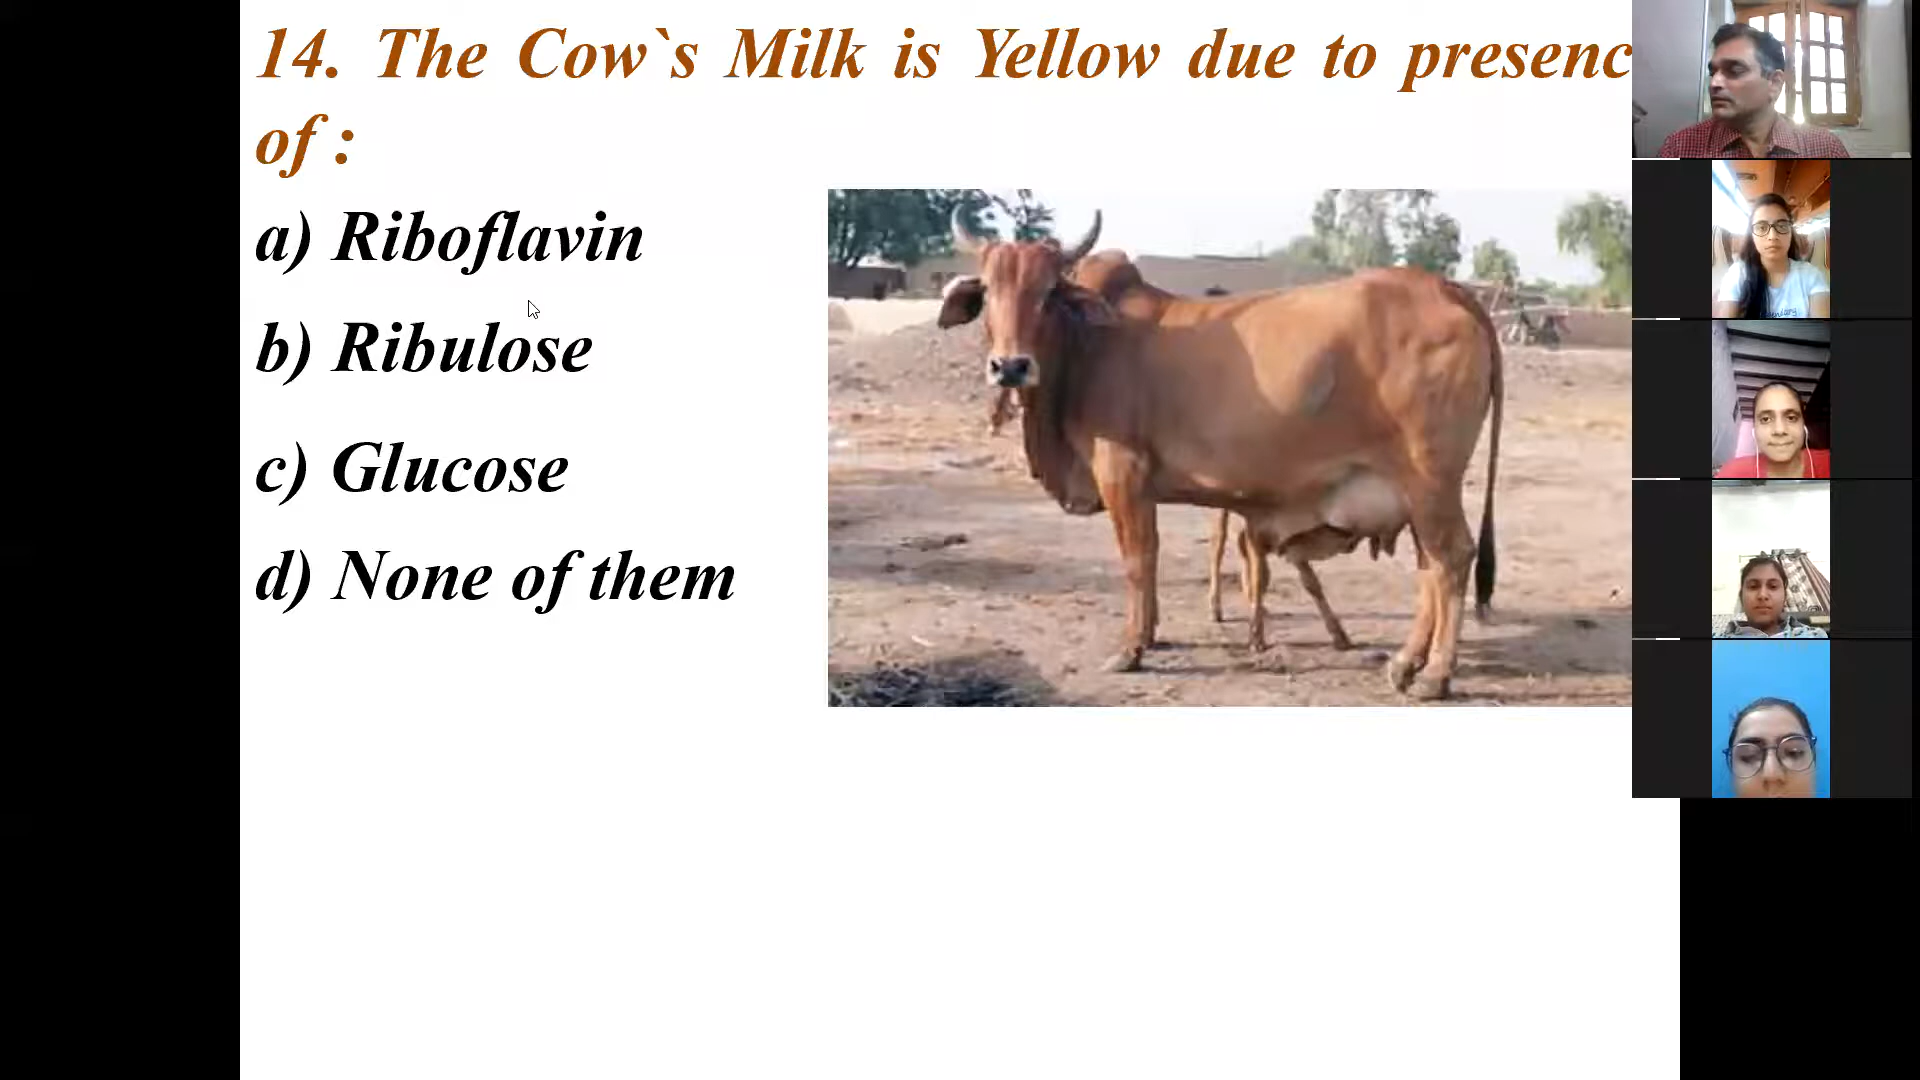 14. The Cow`s Milk is Yellow due to presenc
of :
a) Riboflavin
b) Ribulose
c) Glucose
d) None of them